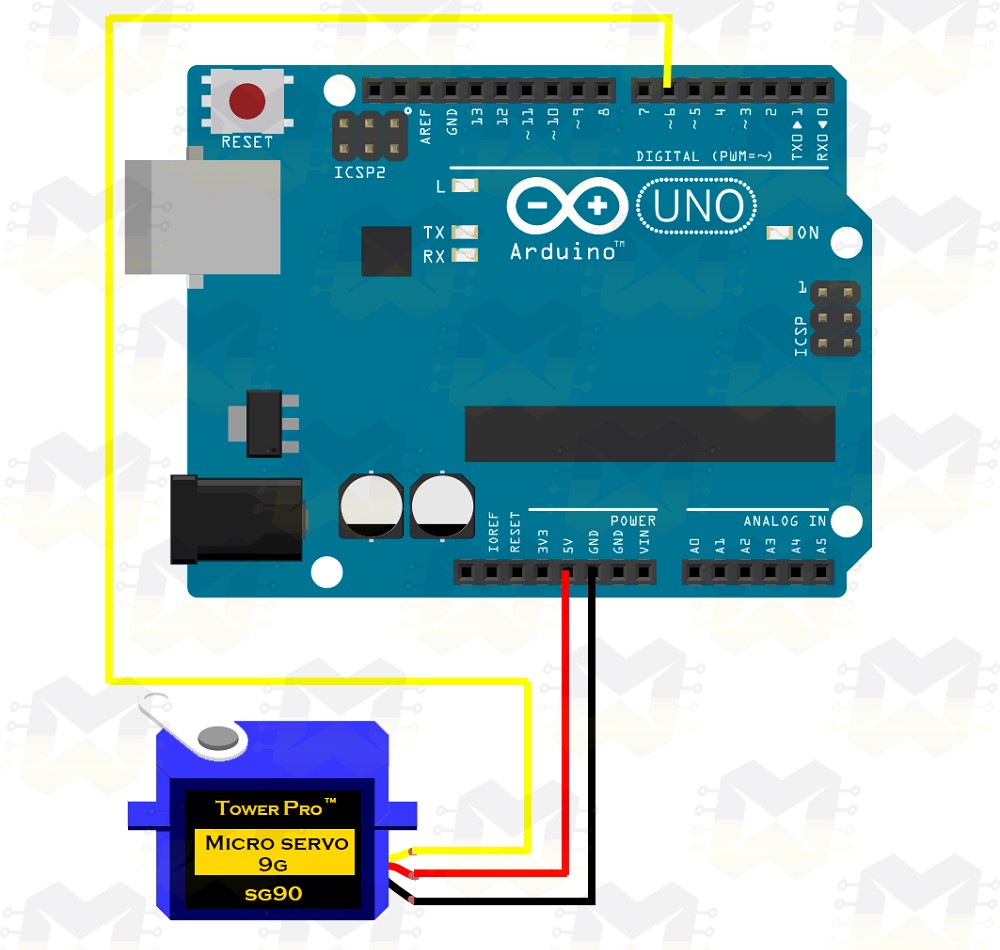 RESET
ICSP2
AREF
GND
13
12
~11
~10
~9
8
7
~6
~5
4
~3
2
TX0 ▶ 1
RX0 ◀ 0
DIGITAL (PWM=~)
L
TX
RX
Arduino™
UNO
ON
1
ICSP
POWER
ANALOG IN
IOREF
RESET
3V3
5V
GND
GND
VIN
A0
A1
A2
A3
A4
A5
TOWER PRO™
MICRO SERVO
9G
SG90